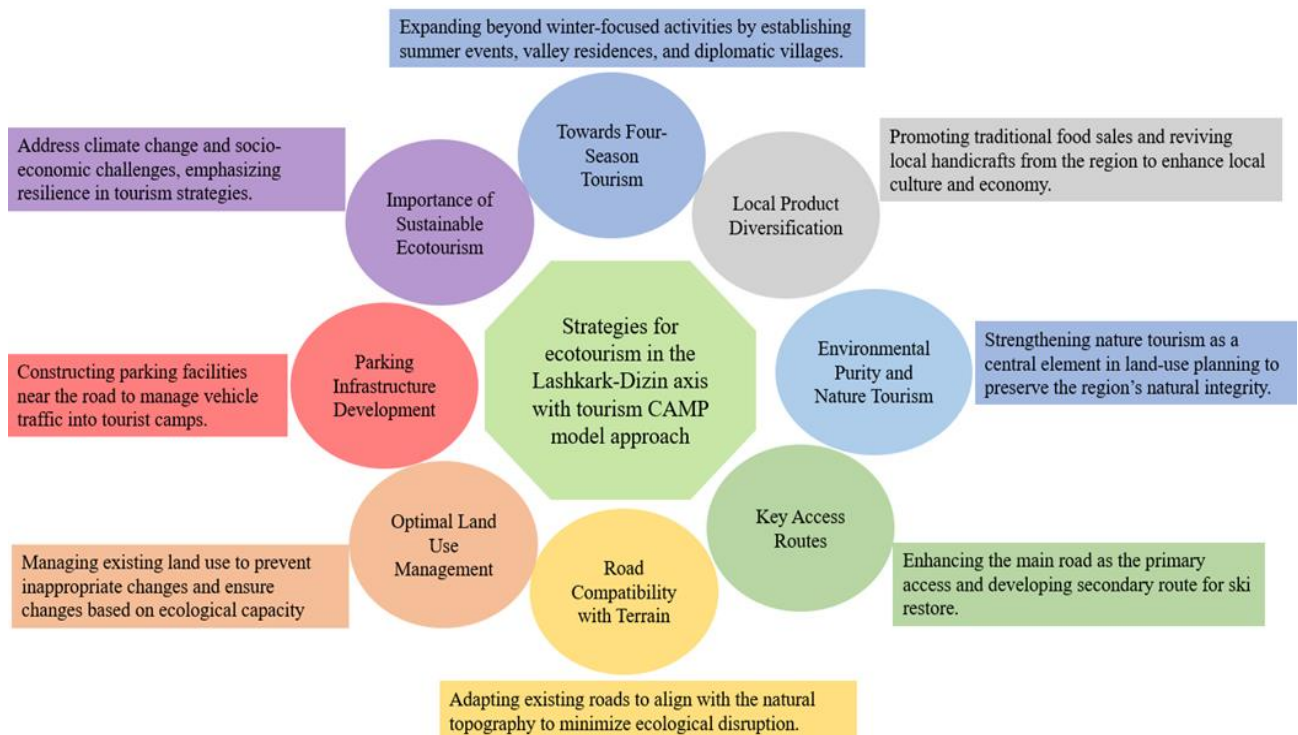 Expanding beyond winter-focused activities by establishing
summer events, valley residences, and diplomatic villages.
Towards Four-
Season
Tourism
Address climate change and socio-
economic challenges, emphasizing
resilience in tourism strategies.
Importance of
Sustainable
Ecotourism
Promoting traditional food sales and reviving
local handicrafts from the region to enhance local
culture and economy.
Local Product
Diversification
Strategies for
ecotourism in the
Lashkark-Dizin axis
with tourism CAMP
model approach
Parking
Infrastructure
Development
Constructing parking facilities
near the road to manage vehicle
traffic into tourist camps.
Environmental
Purity and
Nature Tourism
Strengthening nature tourism as a
central element in land-use planning to
preserve the region’s natural integrity.
Optimal Land
Use
Management
Managing existing land use to prevent
inappropriate changes and ensure
changes based on ecological capacity
Key Access
Routes
Enhancing the main road as the primary
access and developing secondary route for ski
restore.
Road
Compatibility
with Terrain
Adapting existing roads to align with the natural
topography to minimize ecological disruption.